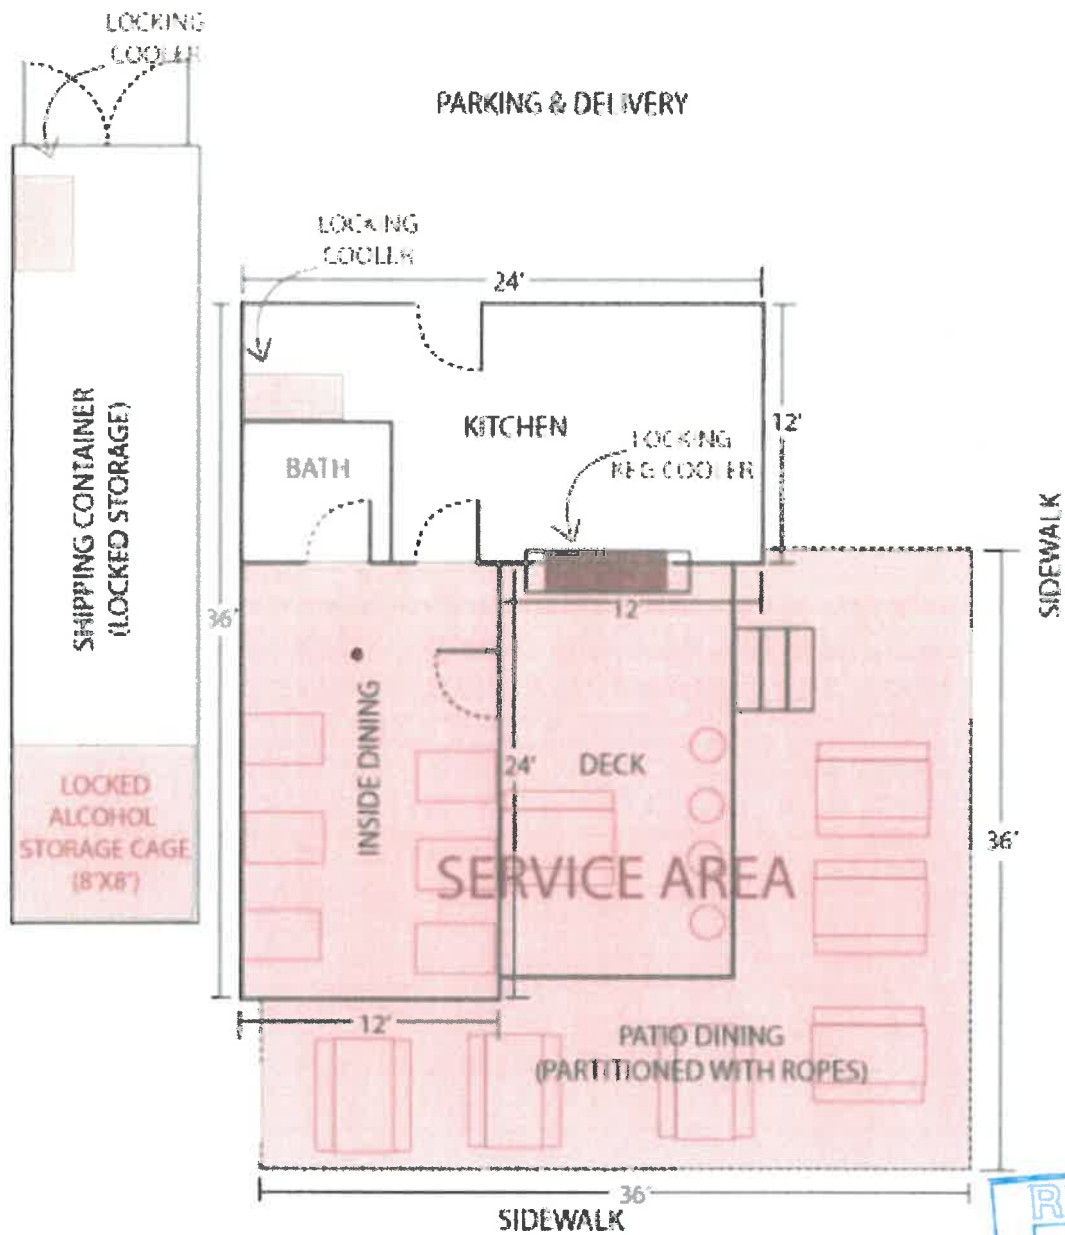 LOCKING
COOLER
PARKING & DELIVERY
LOCKING
COOLER
24'
SHIPPING CONTAINER
(LOCKED STORAGE)
KITCHEN
12'
LOCKING
KEG COOLER
BATH
SIDEWALK
36'
12'
INSIDE DINING
24'
DECK
LOCKED
ALCOHOL
STORAGE CAGE
(8'X8')
SERVICE AREA
36'
12'
PATIO DINING
(PARTITIONED WITH ROPES)
36'
SIDEWALK
R